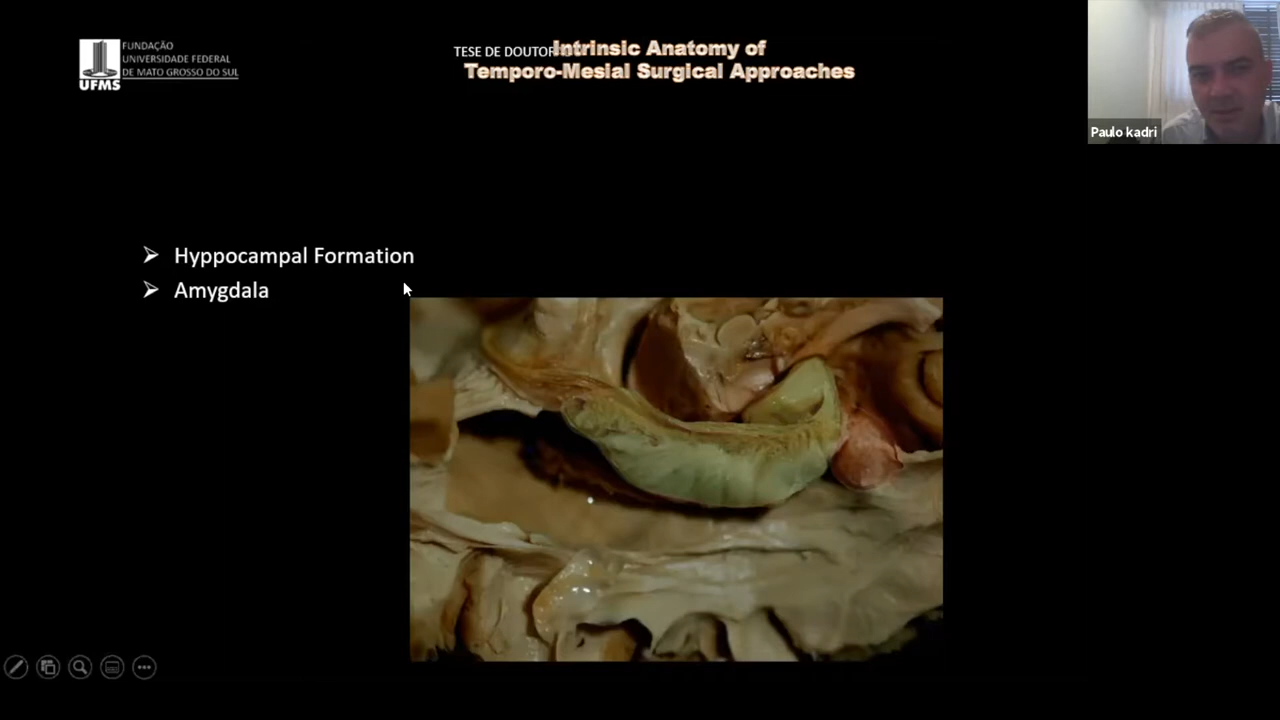 FUNDAÇÃO
UNIVERSIDADE FEDERAL
DE MATO GROSSO DO SUL
UFMS
TESE DE DOUTOR
Intrinsic Anatomy of
Temporo-Mesial Surgical Approaches
Paulo kadri
Hyppocampal Formation
Amygdala